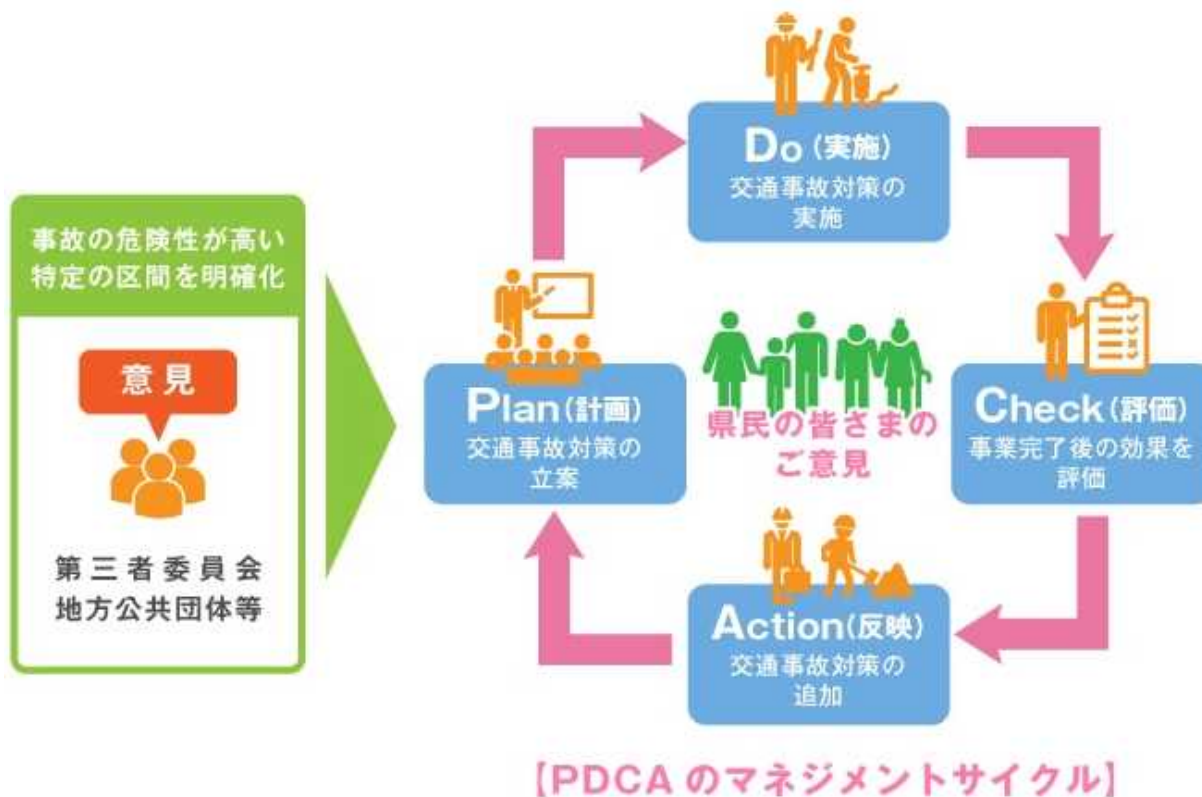 事故の危険性が高い
特定の区間を明確化
意見
第三者委員会
地方公共団体等
Plan(計画)
交通事故対策の
立案
Do(実施)
交通事故対策の
実施
Check(評価)
事業完了後の効果を
評価
Action(反映)
交通事故対策の
追加
県民の皆さまの
ご意見
【PDCAのマネジメントサイクル】